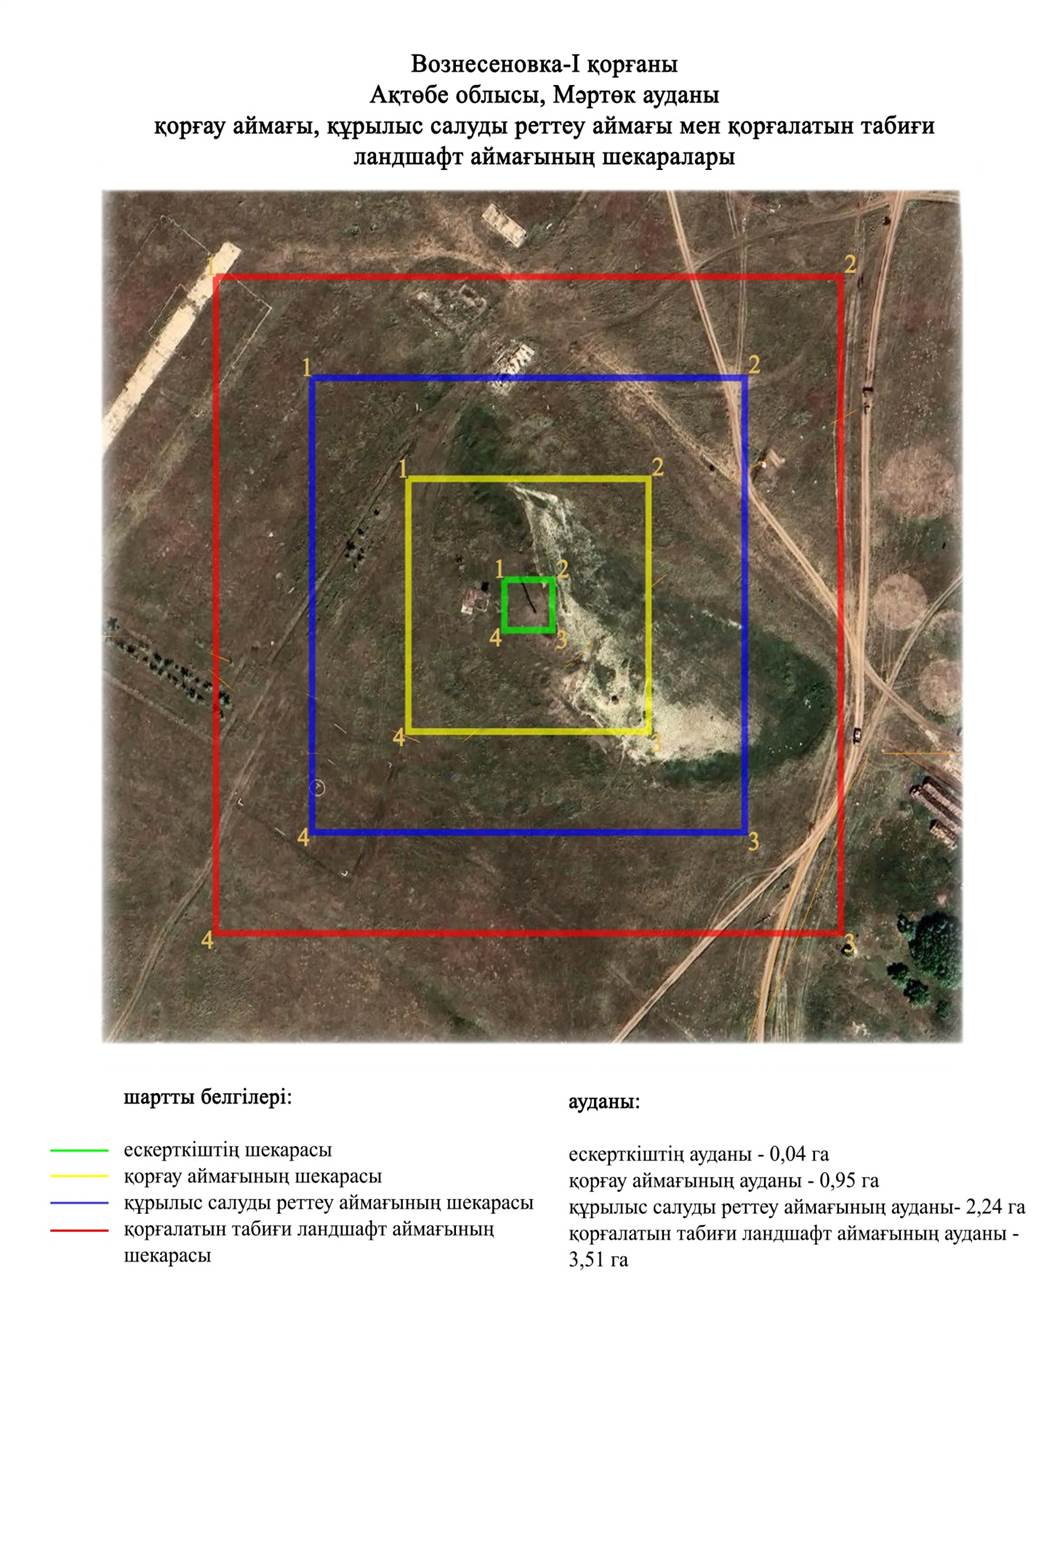 Вознесеновка-I қорғаны
Ақтөбе облысы, Мәртөк ауданы
қорғау аймағы, құрылыс салуды реттеу аймағы мен қорғалатын табиғи
ландшафт аймағының шекаралары
1
2
1
2
1
2
1
2
4
3
4
3
4
3
4
3
шартты белгілері:
ескерткіштің шекарасы
қорғау аймағының шекарасы
құрылыс салуды реттеу аймағының шекарасы
қорғалатын табиғи ландшафт аймағының
шекарасы
ауданы:
ескерткіштің ауданы - 0,04 га
қорғау аймағының ауданы - 0,95 га
құрылыс салуды реттеу аймағының ауданы- 2,24 га
қорғалатын табиғи ландшафт аймағының ауданы -
3,51 га